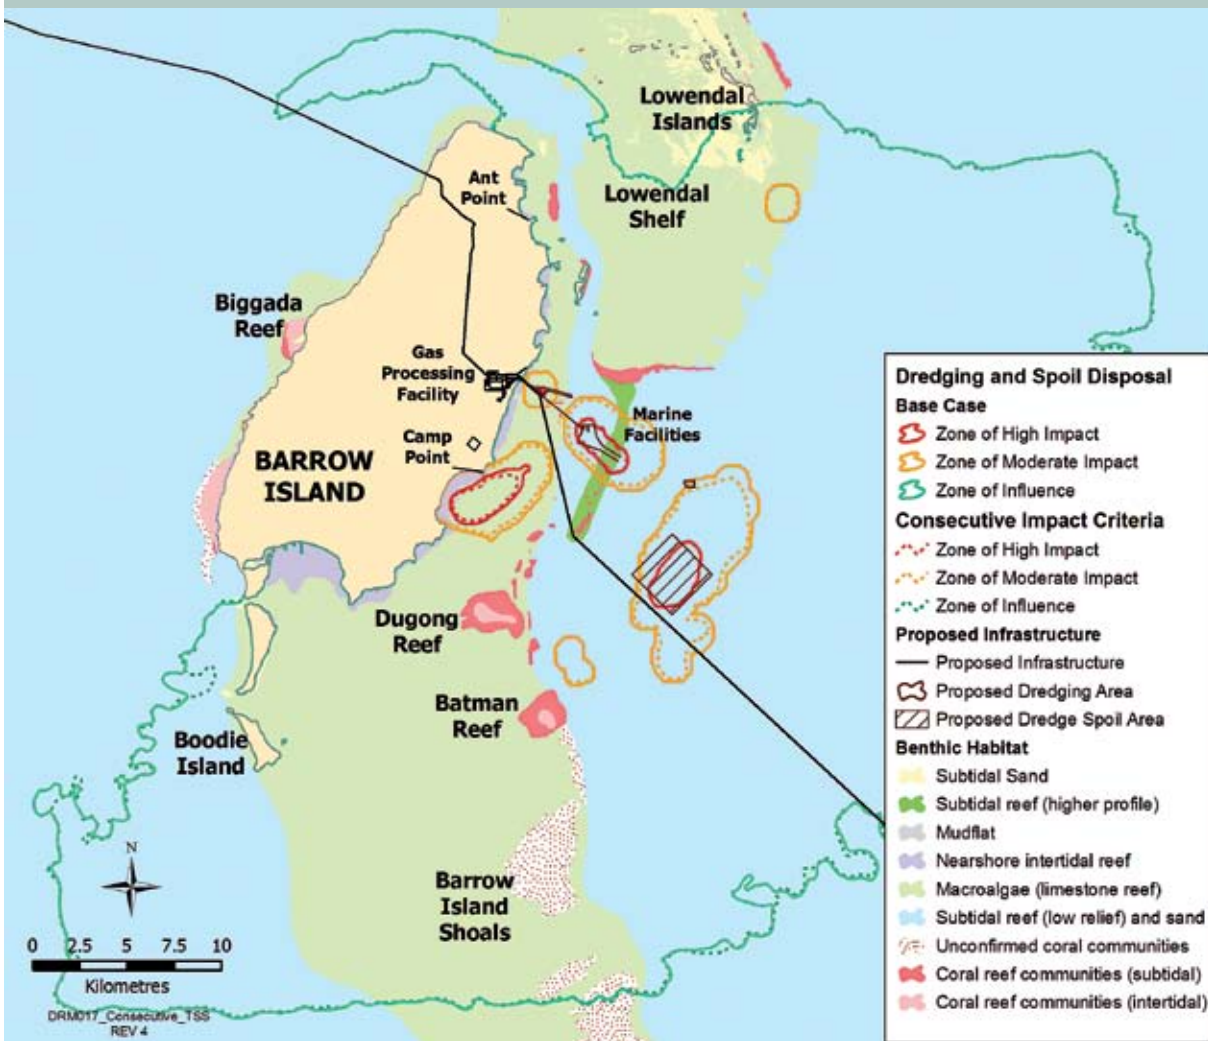 Lowendal
Islands
Ant
Point
Lowendal
Shelf
Biggada
Reef
Gas
Processing
Facility
Marine
Facilities
Camp
Point
BARROW
ISLAND
Dugong
Reef
Batman
Reef
Boodie
Island
Barrow
Island
Shoals
N
0 2.5 5 7.5 10
Kilometres
DRM017_Consecutive_TSS
REV 4
Dredging and Spoil Disposal
Base Case
Zone of High Impact
Zone of Moderate Impact
Zone of Influence
Consecutive Impact Criteria
Zone of High Impact
Zone of Moderate Impact
Zone of Influence
Proposed Infrastructure
Proposed Infrastructure
Proposed Dredging Area
Proposed Dredge Spoil Area
Benthic Habitat
Subtidal Sand
Subtidal reef (higher profile)
Mudflat
Nearshore intertidal reef
Macroalgae (limestone reef)
Subtidal reef (low relief) and sand
Unconfirmed coral communities
Coral reef communities (subtidal)
Coral reef communities (intertidal)